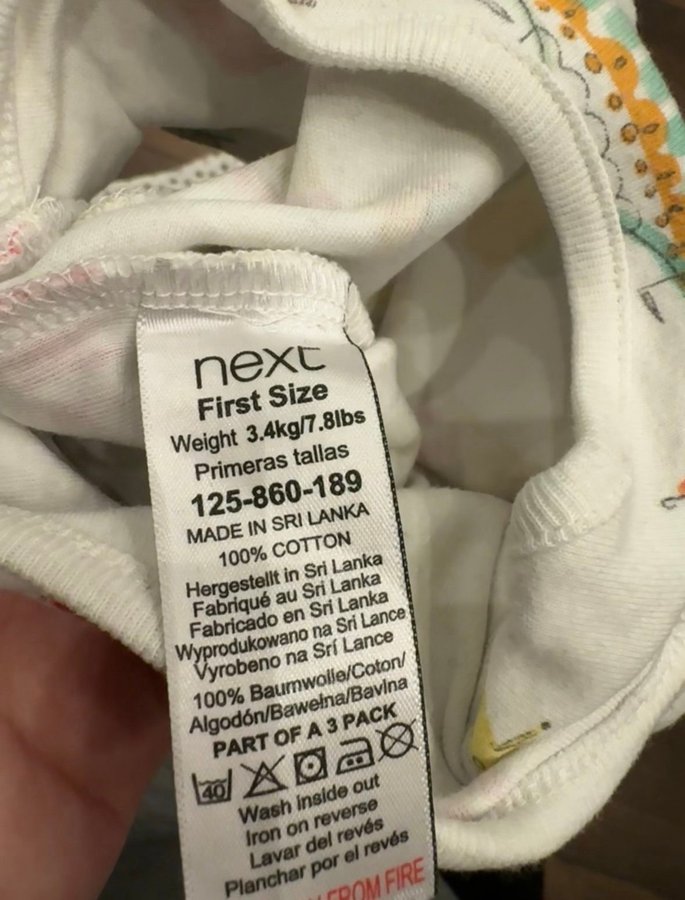 next
First Size
Weight 3.4kg/7.8lbs
Primeras tallas
125-860-189
MADE IN SRI LANKA
100% COTTON
Hergestellt in Sri Lanka
Fabriqué au Sri Lanka
Fabricado en Sri Lanka
Wyprodukowano na Sri Lance
Vyrobeno na Srí Lance
100% Baumwolle/Coton/
Algodón/Bawełna/Bavlna
PART OF A 3 PACK
40
Wash inside out
Iron on reverse
Lavar del revés
Planchar por el revés
FROM FIRE